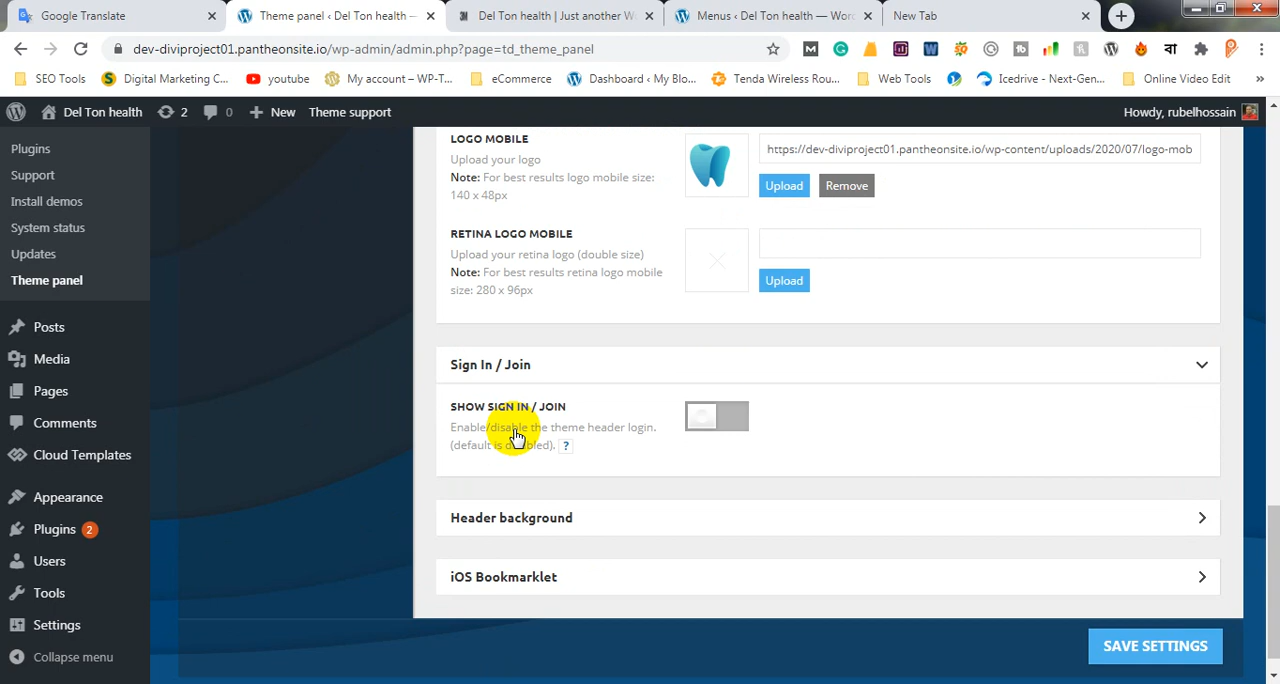 Google Translate
Theme panel ‹ Del Ton health —
Del Ton health | Just another W
Menus ‹ Del Ton health — Wor
New Tab
dev-diviproject01.pantheonsite.io/wp-admin/admin.php?page=td_theme_panel
SEO Tools
Digital Marketing C...
youtube
My account – WP-T...
eCommerce
Dashboard ‹ My Blo...
Tenda Wireless Rou...
Web Tools
Icedrive - Next-Gen...
Online Video Edit
Del Ton health
2
0
New
Theme support
Howdy, rubelhossain
Plugins
Support
Install demos
System status
Updates
Theme panel
Posts
Media
Pages
Comments
Cloud Templates
Appearance
Plugins 2
Users
Tools
Settings
Collapse menu
LOGO MOBILE
Upload your logo
Note: For best results logo mobile size:
140 x 48px
https://dev-diviproject01.pantheonsite.io/wp-content/uploads/2020/07/logo-mob
Upload
Remove
RETINA LOGO MOBILE
Upload your retina logo (double size)
Note: For best results retina logo mobile
size: 280 x 96px
Upload
Sign In / Join
SHOW SIGN IN / JOIN
Enable/disable the theme header login.
(default is disabled). ?
Header background
iOS Bookmarklet
SAVE SETTINGS